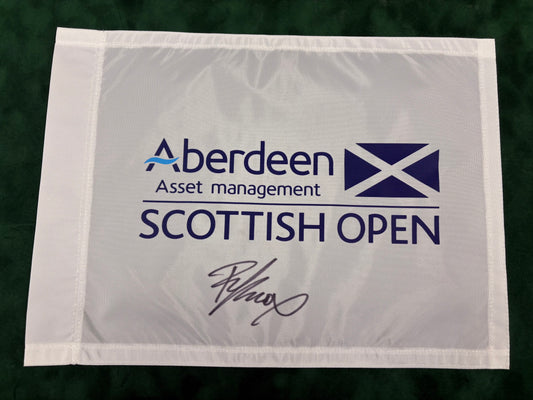 Aberdeen
Asset management
SCOTTISH OPEN